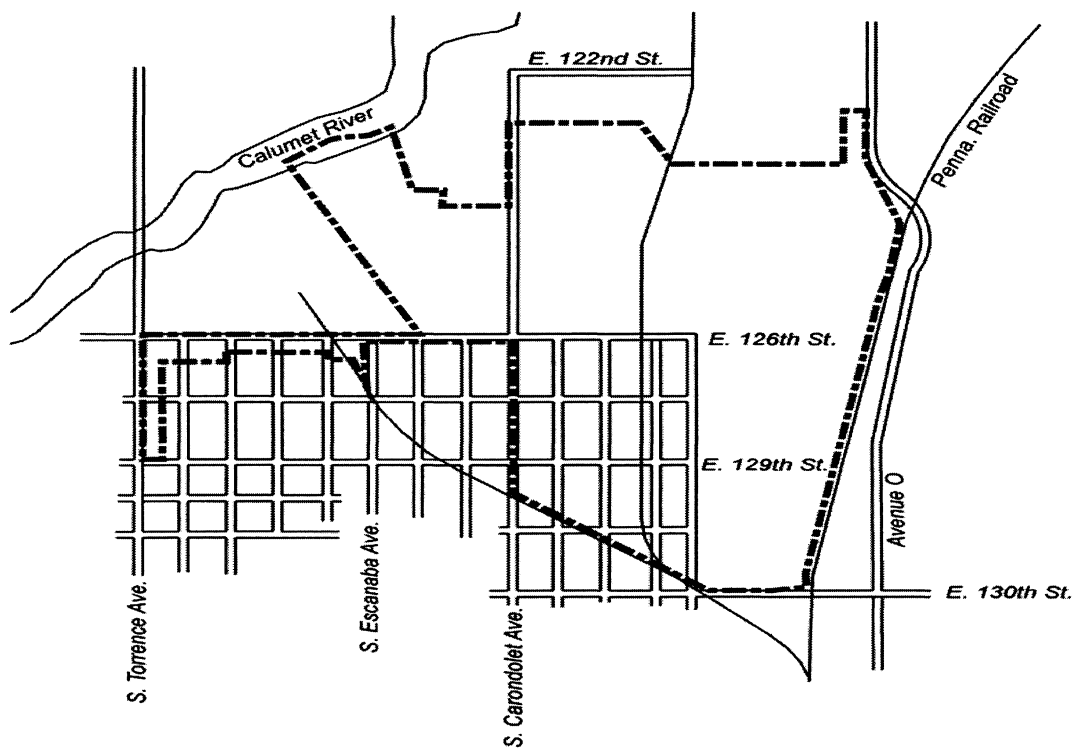 E. 122nd St.
Calumet River
Penna. Railroad
E. 126th St.
E. 129th St.
Avenue O
S. Torrence Ave.
S. Escanaba Ave.
S. Carondolet Ave.
E. 130th St.